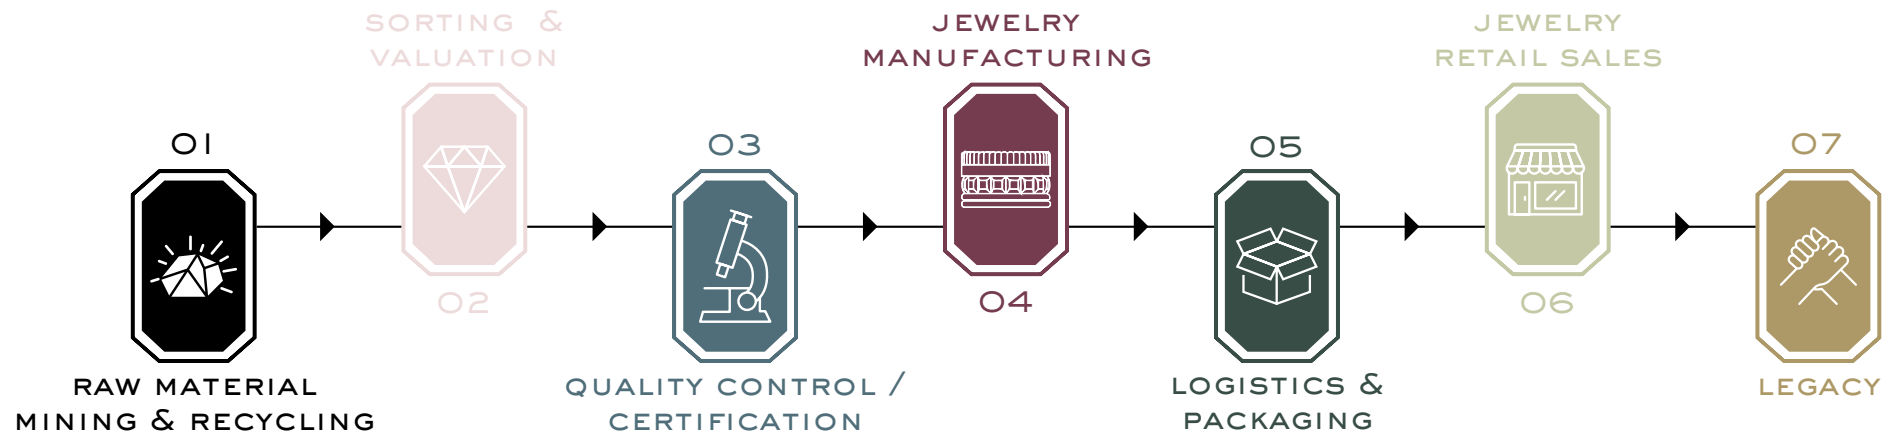 01
RAW MATERIAL
MINING & RECYCLING
SORTING &
VALUATION
02
03
QUALITY CONTROL /
CERTIFICATION
JEWELRY
MANUFACTURING
04
05
LOGISTICS &
PACKAGING
JEWELRY
RETAIL SALES
06
07
LEGACY